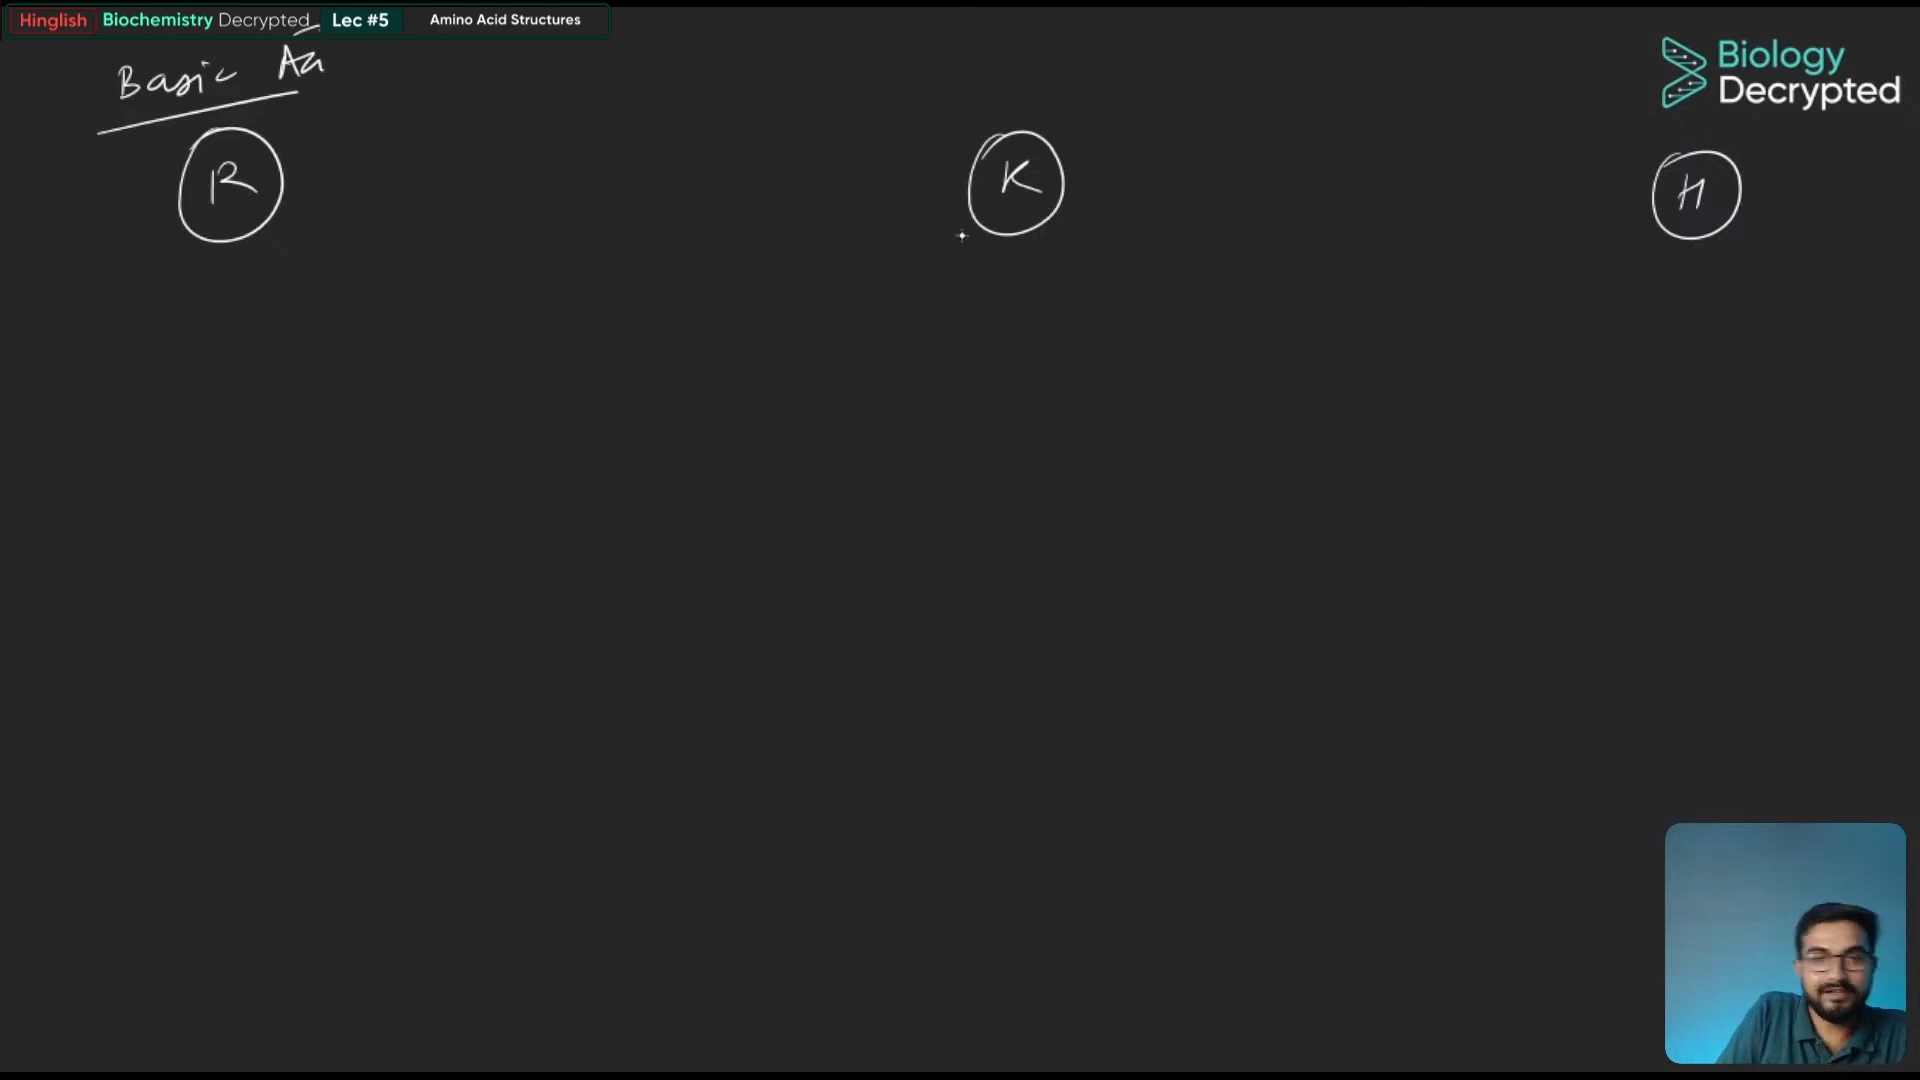 Hinglish Biochemistry Decrypted Lec #5 Amino Acid Structures
Biology
Decrypted
Basic Aa
R K H